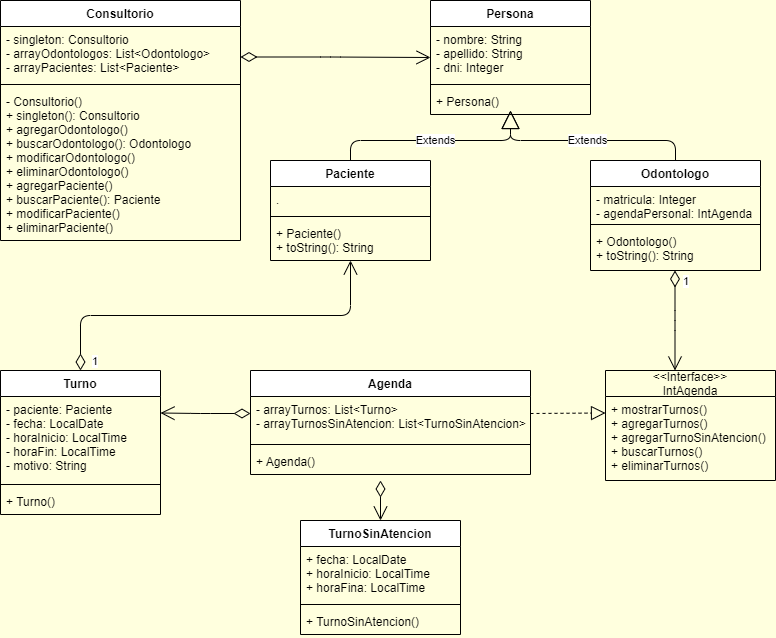 Consultorio
- singleton: Consultorio
- arrayOdontologos: List<Odontologo>
- arrayPacientes: List<Paciente>
- Consultorio()
+ singleton(): Consultorio
+ agregarOdontologo()
+ buscarOdontologo(): Odontologo
+ modificarOdontologo()
+ eliminarOdontologo()
+ agregarPaciente()
+ buscarPaciente(): Paciente
+ modificarPaciente()
+ eliminarPaciente()
Persona
- nombre: String
- apellido: String
- dni: Integer
+ Persona()
Extends
Extends
Paciente
.
+ Paciente()
+ toString(): String
Odontologo
- matricula: Integer
- agendaPersonal: IntAgenda
+ Odontologo()
+ toString(): String
1
1
Turno
- paciente: Paciente
- fecha: LocalDate
- horaInicio: LocalTime
- horaFin: LocalTime
- motivo: String
+ Turno()
Agenda
- arrayTurnos: List<Turno>
- arrayTurnosSinAtencion: List<TurnoSinAtencion>
+ Agenda()
<<Interface>>
IntAgenda
+ mostrarTurnos()
+ agregarTurnos()
+ agregarTurnoSinAtencion()
+ buscarTurnos()
+ eliminarTurnos()
TurnoSinAtencion
+ fecha: LocalDate
+ horaInicio: LocalTime
+ horaFina: LocalTime
+ TurnoSinAtencion()